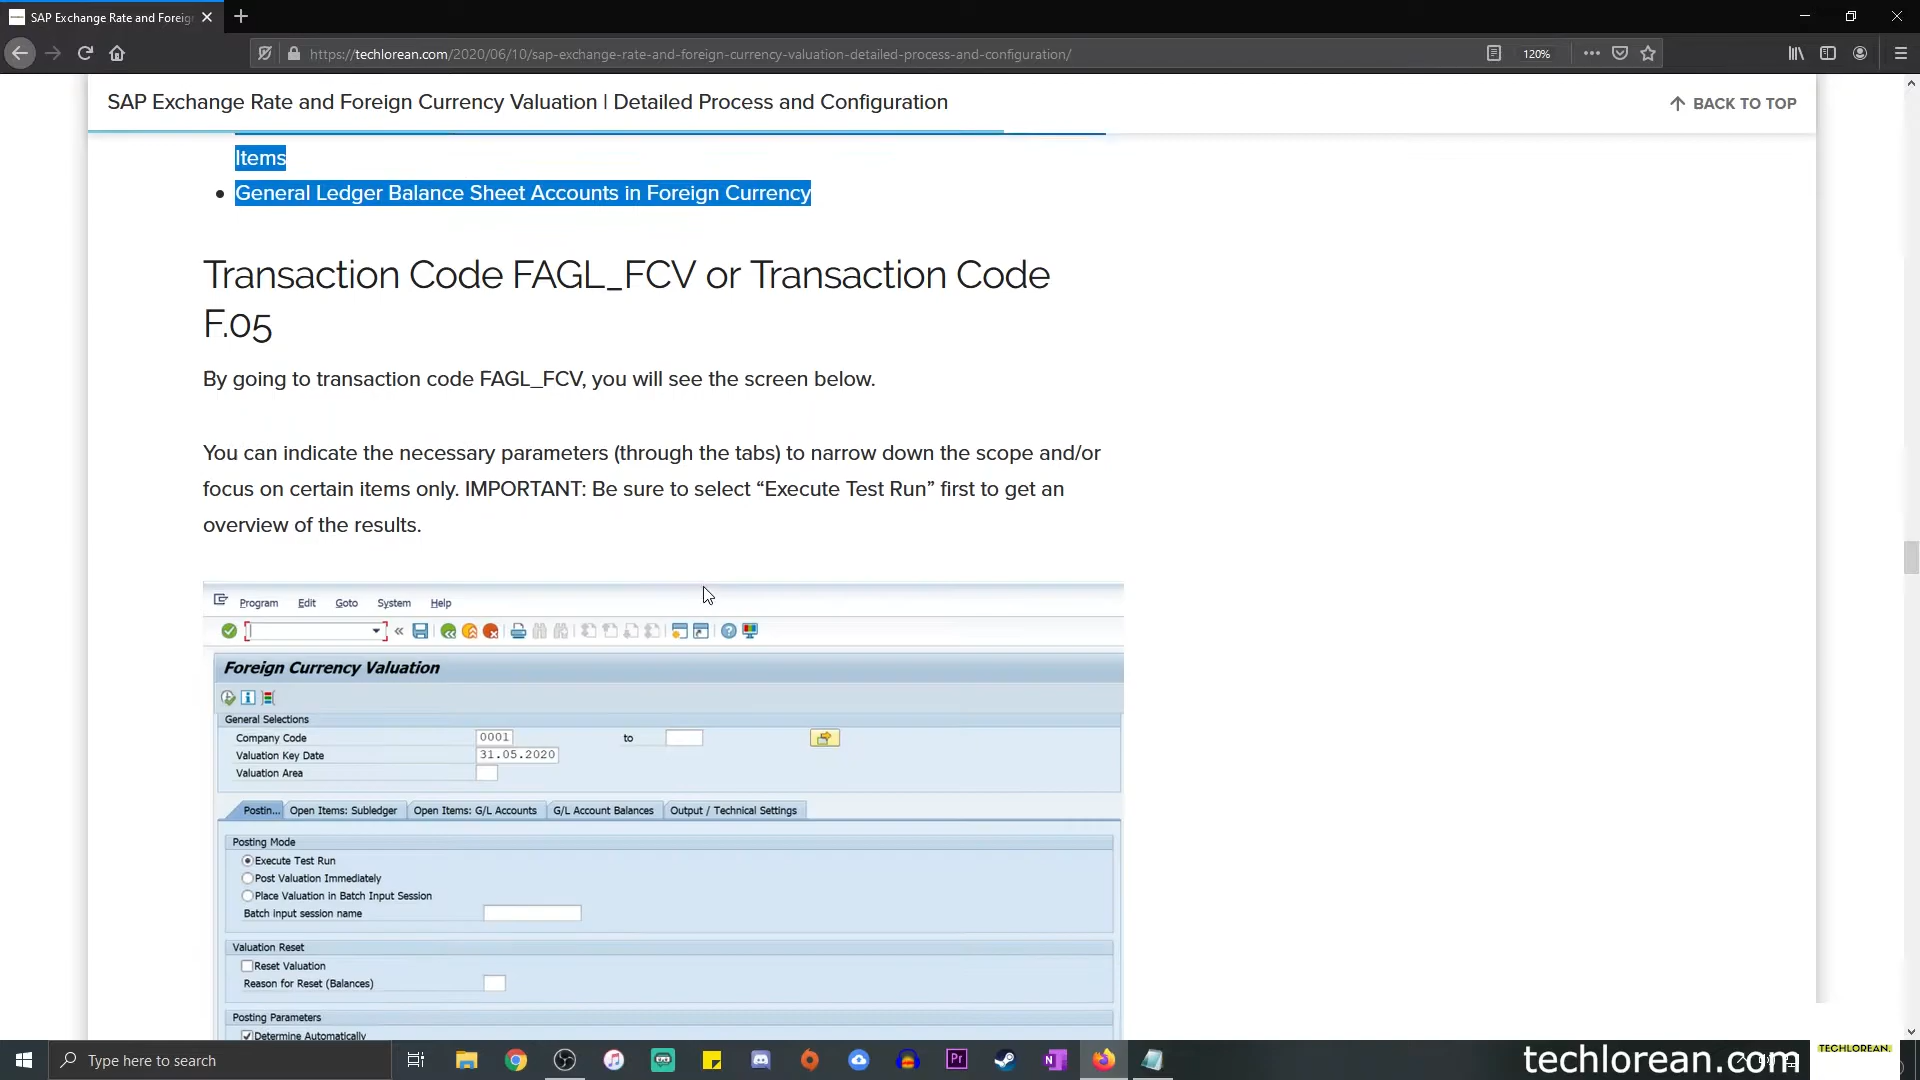 SAP Exchange Rate and Foreig
https://techlorean.com/2020/06/10/sap-exchange-rate-and-foreign-currency-valuation-detailed-process-and-configuration/
120%
SAP Exchange Rate and Foreign Currency Valuation | Detailed Process and Configuration
BACK TO TOP
Items
• General Ledger Balance Sheet Accounts in Foreign Currency
Transaction Code FAGL_FCV or Transaction Code
F.05
By going to transaction code FAGL_FCV, you will see the screen below.
You can indicate the necessary parameters (through the tabs) to narrow down the scope and/or
focus on certain items only. IMPORTANT: Be sure to select “Execute Test Run” first to get an
overview of the results.
Program Edit Goto System Help
Foreign Currency Valuation
General Selections
Company Code 0001 to
Valuation Key Date 31.05.2020
Valuation Area
Postin... Open Items: Subledger Open Items: G/L Accounts G/L Account Balances Output / Technical Settings
Posting Mode
Execute Test Run
Post Valuation Immediately
Place Valuation in Batch Input Session
Batch input session name
Valuation Reset
Reset Valuation
Reason for Reset (Balances)
Posting Parameters
Determine Automatically
Type here to search
Pr
techlorean.com
TECHLOREAN.